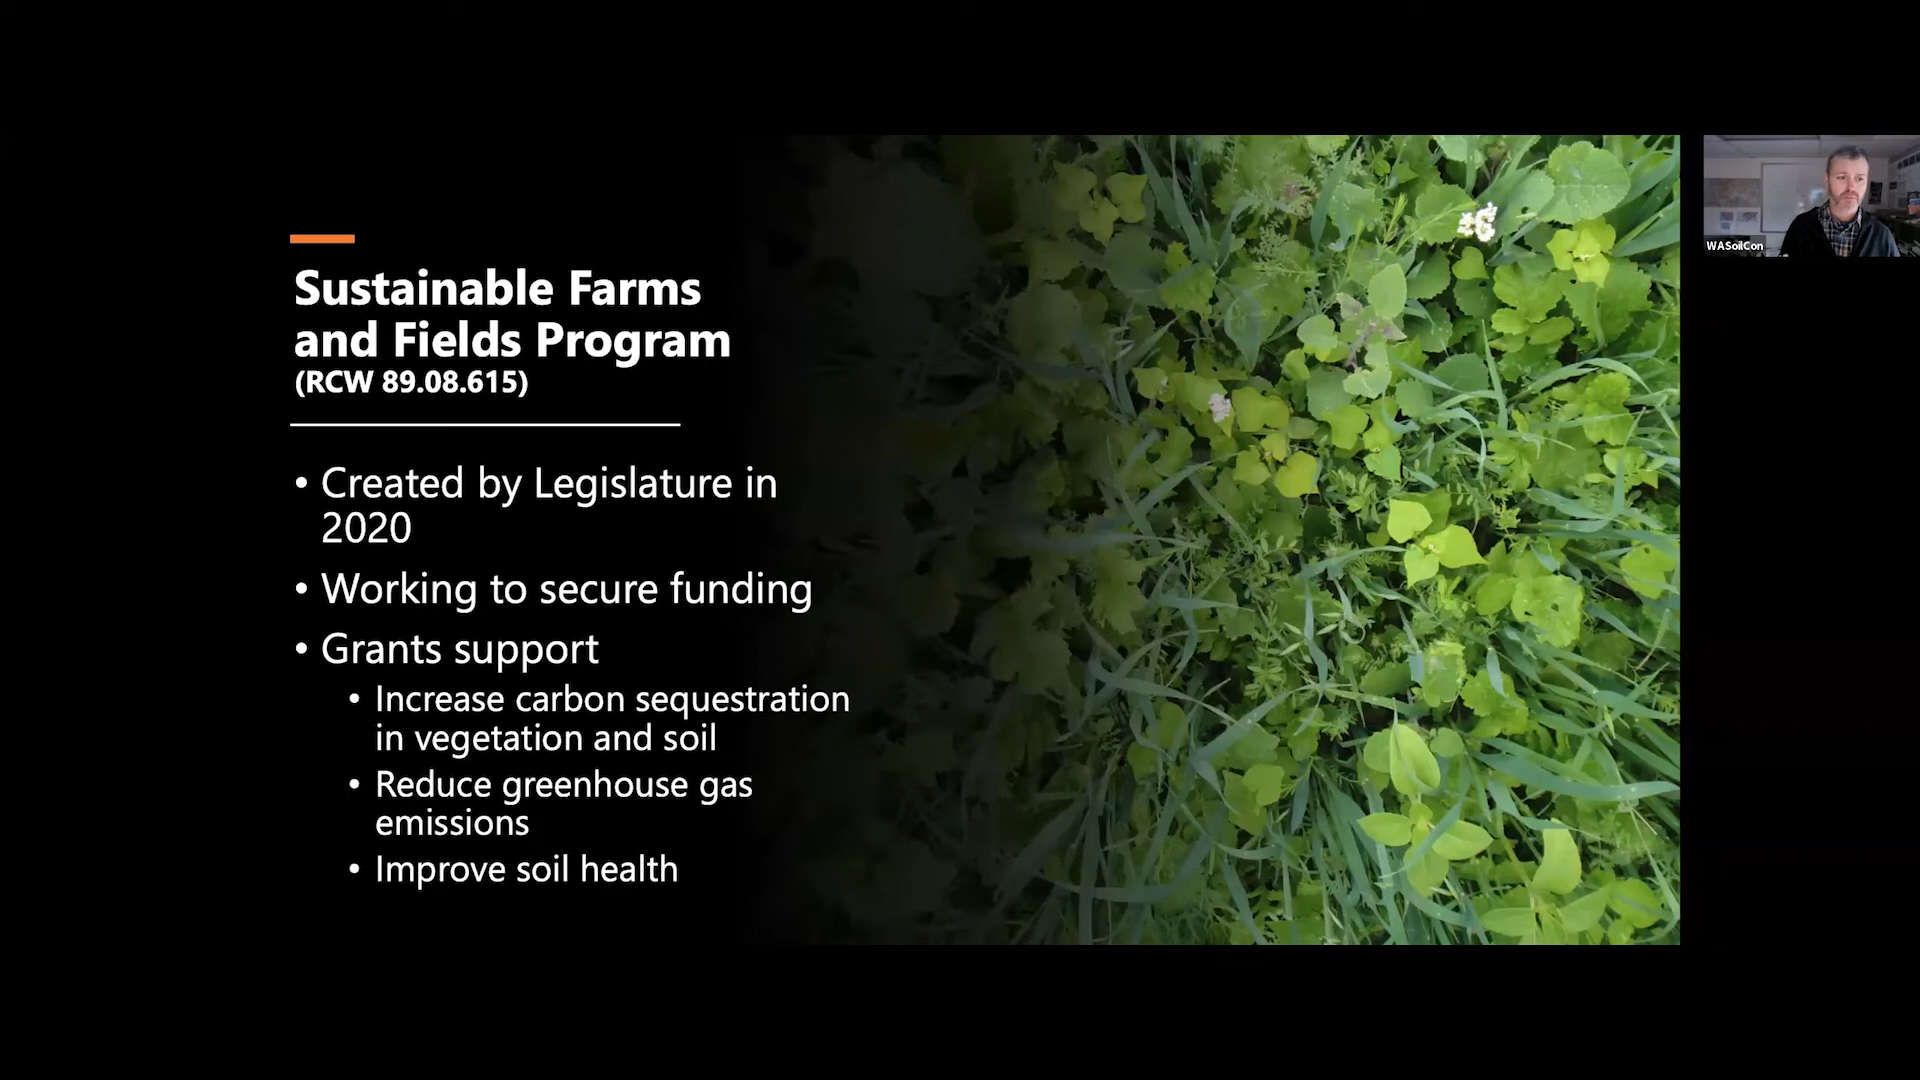 Sustainable Farms
and Fields Program
(RCW 89.08.615)
• Created by Legislature in
2020
• Working to secure funding
• Grants support
• Increase carbon sequestration
in vegetation and soil
• Reduce greenhouse gas
emissions
• Improve soil health
WASoilCon